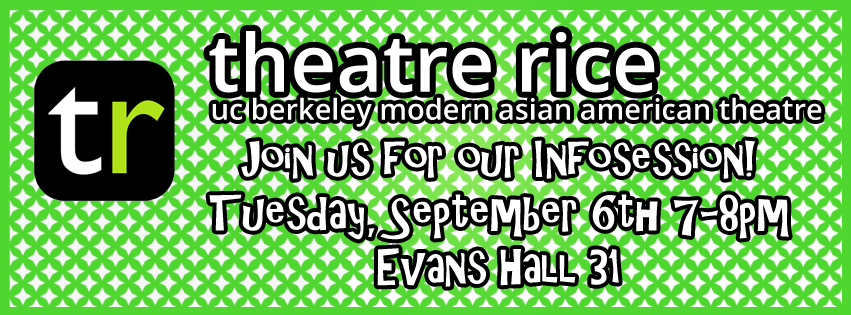 tr
theatre rice
uc berkeley modern asian american theatre
Join us for our Infosession!
Tuesday, September 6th 7-8pm
Evans Hall 31